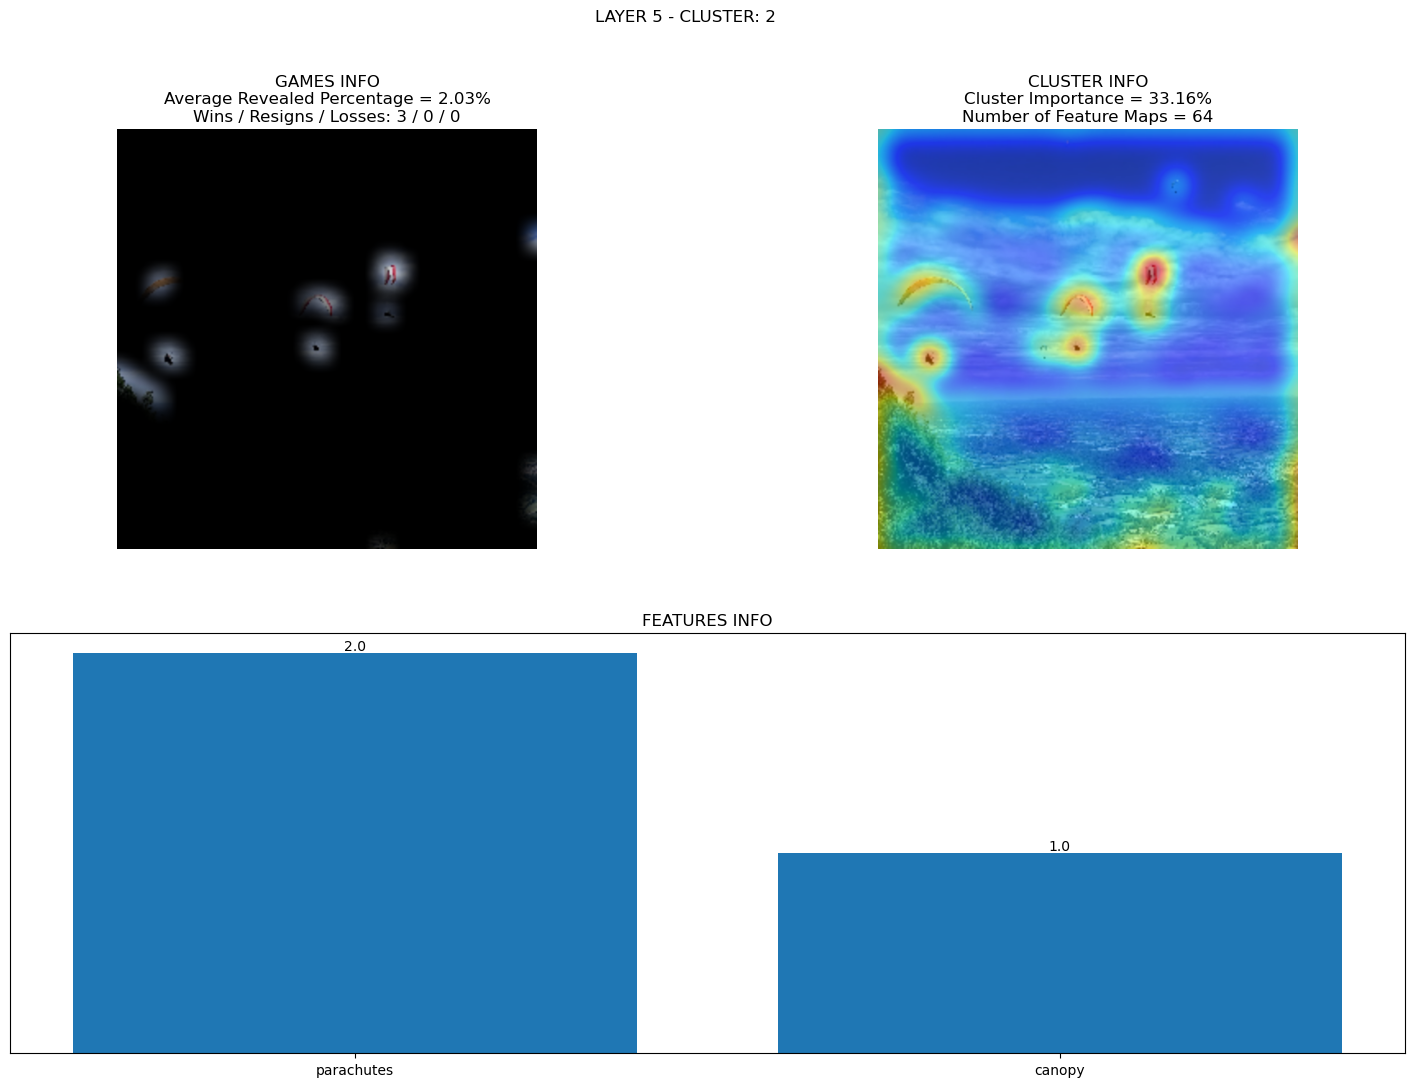 LAYER 5 - CLUSTER: 2
GAMES INFO
Average Revealed Percentage = 2.03%
Wins / Resigns / Losses: 3 / 0 / 0
CLUSTER INFO
Cluster Importance = 33.16%
Number of Feature Maps = 64
FEATURES INFO
2.0
1.0
parachutes
canopy